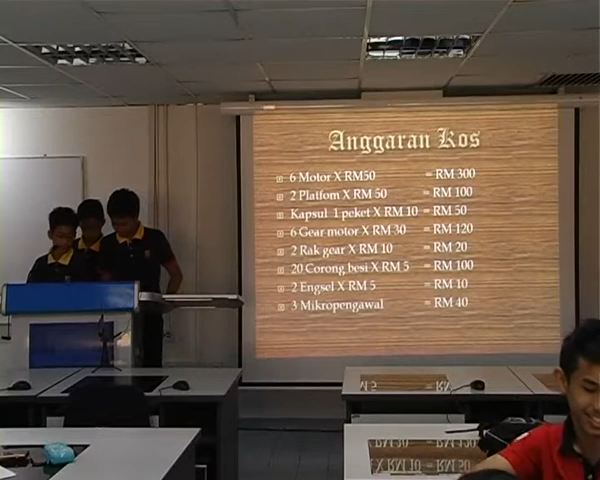 Anggaran Kos
6 Motor X RM50 = RM 300
2 Platfom X RM 50 = RM 100
Kapsul 1 peket X RM 10 = RM 50
6 Gear motor X RM 30 = RM 120
2 Rak gear X RM 10 = RM 20
20 Corong besi X RM 5 = RM 100
2 Engsel X RM 5 = RM 10
3 Mikropengawal = RM 40